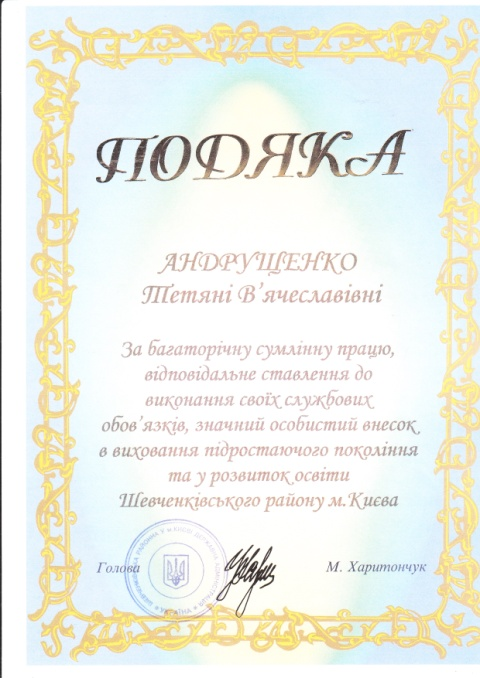 ПОДЯКА
АНДРУЩЕНКО
Тетяні В’ячеславівні
За багаторічну сумлінну працю,
відповідальне ставлення до
виконання своїх службових
обов’язків, значний особистий внесок
в виховання підростаючого покоління
та у розвиток освіти
Шевченківського району м.Києва
Голова
М. Харитончук
УКРАЇНА